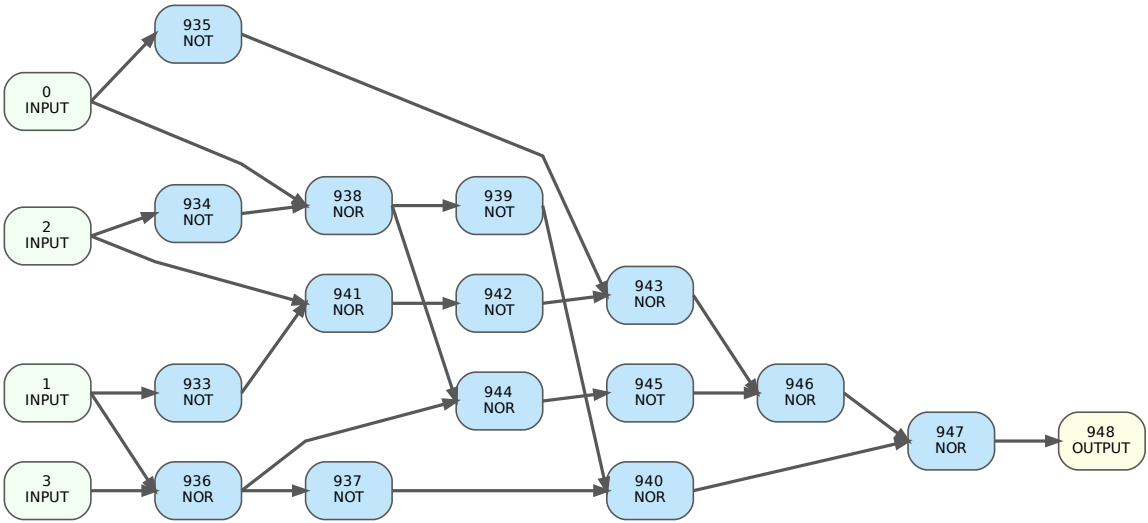 935
NOT
0
INPUT
938
NOR
939
NOT
934
NOT
2
INPUT
943
NOR
941
NOR
942
NOT
1
INPUT
933
NOT
944
NOR
945
NOT
946
NOR
947
NOR
948
OUTPUT
3
INPUT
936
NOR
937
NOT
940
NOR